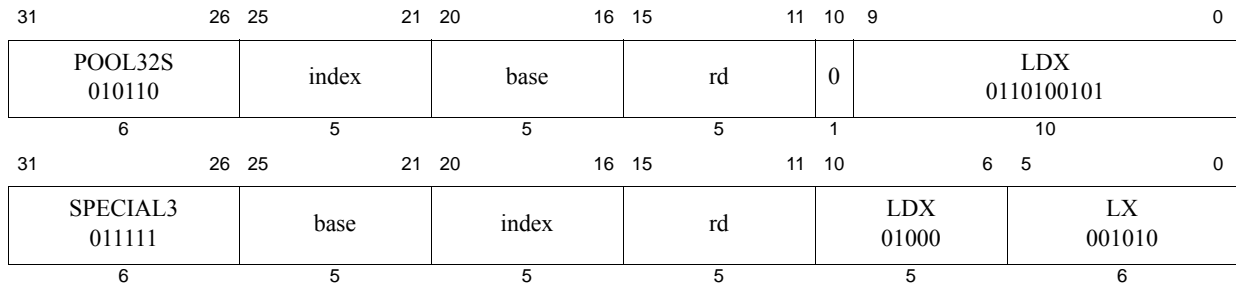 31 26 25 21 20 16 15 11 10 9 0
POOL32S index base rd 0 LDX
010110 0110100101
6 5 5 5 1 10
31 26 25 21 20 16 15 11 10 6 5 0
SPECIAL3 base index rd LDX LX
011111 01000 001010
6 5 5 5 5 6